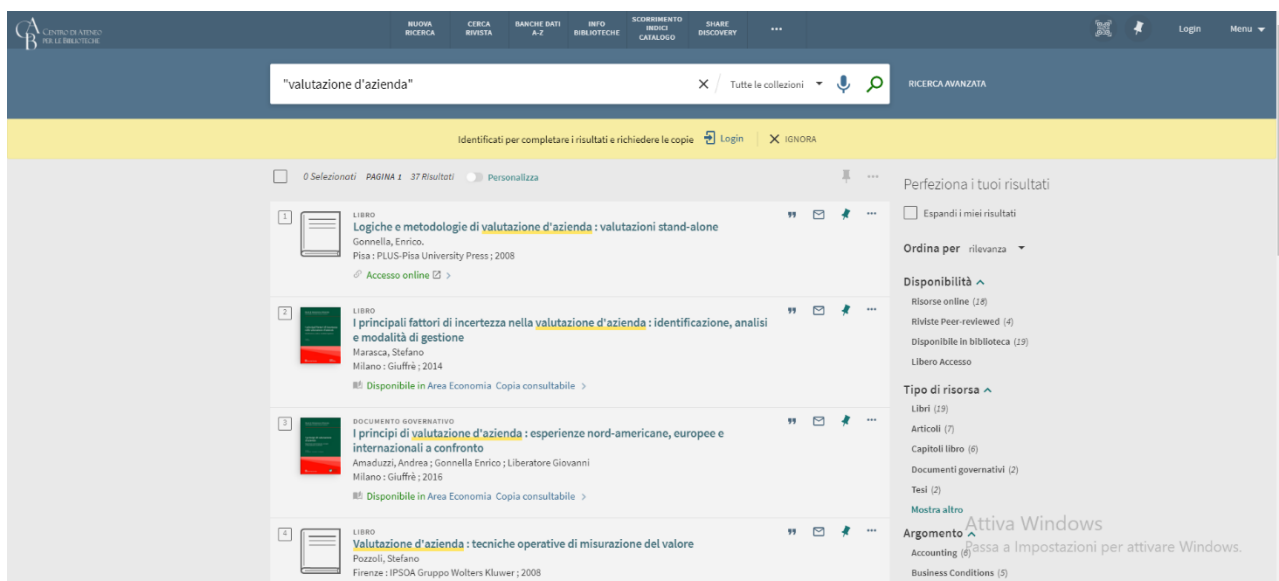 CENTRO DI ATENEO
PER LE BIBLIOTECHE
NUOVA
RICERCA
CERCA
RIVISTA
BANCHE DATI
A-Z
INFO
BIBLIOTECHE
SCORRIMENTO
INDICI
CATALOGO
SHARE
DISCOVERY
Login
Menu
"valutazione d'azienda"
Tutte le collezioni
RICERCA AVANZATA
Identificati per completare i risultati e richiedere le copie Login IGNORA
0 Selezionati PAGINA 1 37 Risultati Personalizza
1
LIBRO
Logiche e metodologie di valutazione d'azienda : valutazioni stand-alone
Gonnella, Enrico.
Pisa : PLUS-Pisa University Press ; 2008
Accesso online
2
LIBRO
I principali fattori di incertezza nella valutazione d'azienda : identificazione, analisi
e modalità di gestione
Marasca, Stefano
Milano : Giuffrè ; 2014
Disponibile in Area Economia Copia consultabile
3
DOCUMENTO GOVERNATIVO
I principi di valutazione d'azienda : esperienze nord-americane, europee e
internazionali a confronto
Amaduzzi, Andrea ; Gonnella Enrico ; Liberatore Giovanni
Milano : Giuffrè ; 2016
Disponibile in Area Economia Copia consultabile
4
LIBRO
Valutazione d'azienda : tecniche operative di misurazione del valore
Pozzoli, Stefano
Firenze : IPSOA Gruppo Wolters Kluwer ; 2008
Perfeziona i tuoi risultati
Espandi i miei risultati
Ordina per rilevanza
Disponibilità
Risorse online (18)
Riviste Peer-reviewed (4)
Disponibile in biblioteca (19)
Libero Accesso
Tipo di risorsa
Libri (19)
Articoli (7)
Capitoli libro (6)
Documenti governativi (2)
Tesi (2)
Mostra altro
Argomento
Accounting
Business Conditions (5)
Attiva Windows
Passa a Impostazioni per attivare Windows.